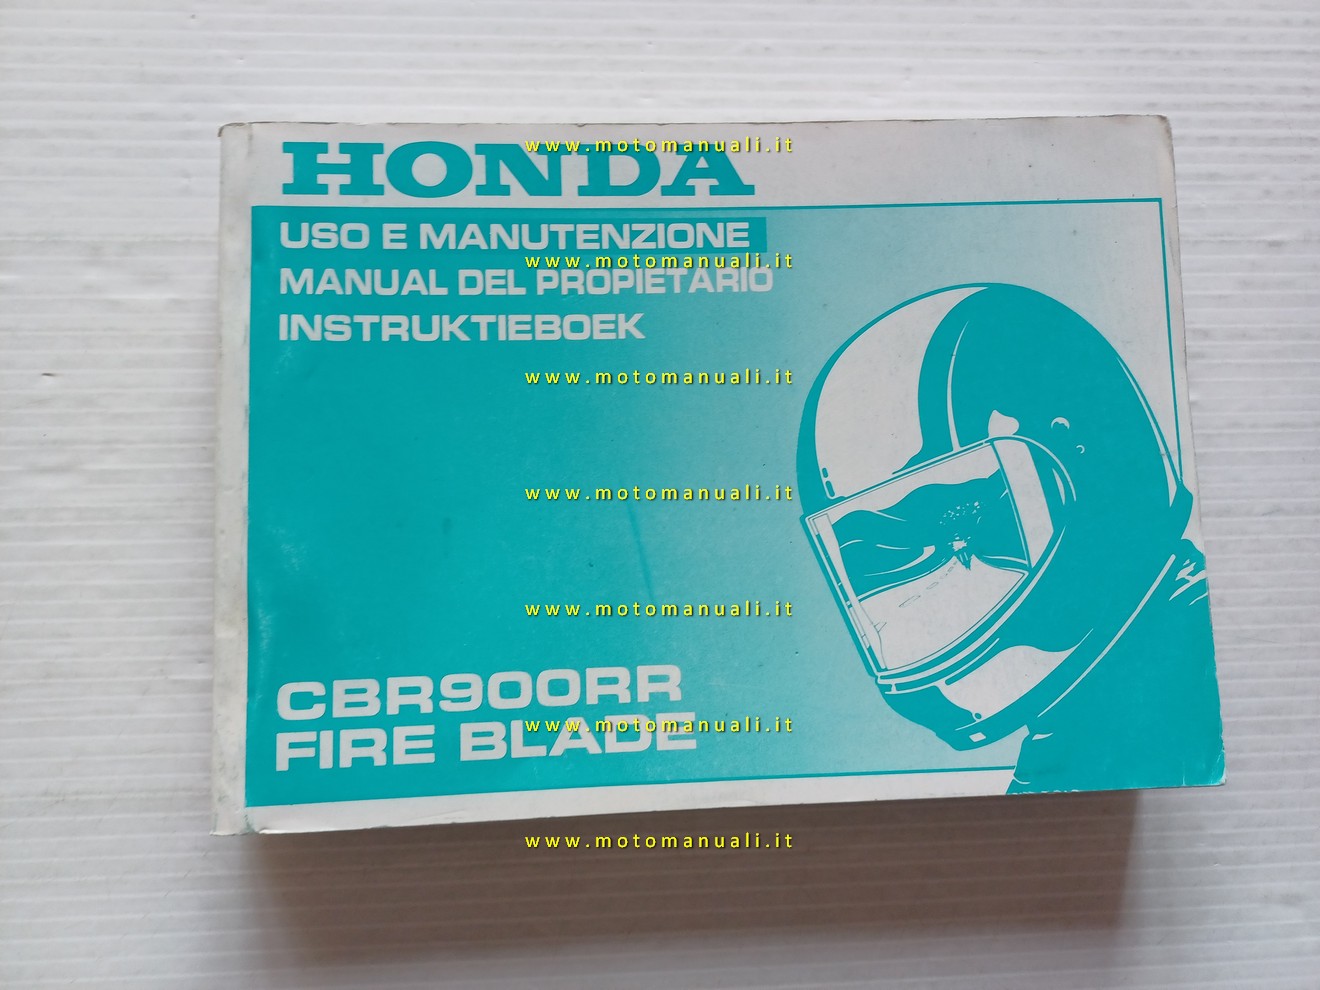 HONDA
www.motomanuali.it
USO E MANUTENZIONE
www.motomanuali.it
MANUAL DEL PROPIETARIO
INSTRUKTIEBOEK
www.motomanuali.it
www.motomanuali.it
www.motomanuali.it
CBR900RR
www.motomanuali.it
FIRE BLADE
www.motomanuali.it